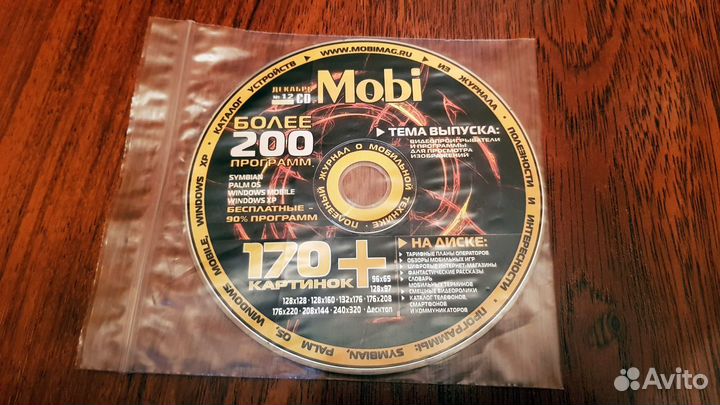 WWW.MOBIMAG.RU
ИЗ ЖУРНАЛА
ПОЛЕЗНОСТИ И ИНТЕРЕСНОСТИ
ПРОГРАММЫ: SYMBIAN, PALM OS, WINDOWS MOBILE, WINDOWS XP
КАТАЛОГ УСТРОЙСТВ
ДЕКАБРЬ
№ 12
CD
Mobi
БОЛЕЕ
200
ПРОГРАММ
SYMBIAN
PALM OS
WINDOWS MOBILE
WINDOWS XP
БЕСПЛАТНЫЕ
90% ПРОГРАММ
ТЕМА ВЫПУСКА:
ВИДЕОПРОИГРЫВАТЕЛИ
И ПРОГРАММЫ
ДЛЯ ПРОСМОТРА
ИЗОБРАЖЕНИЙ
ПОЛЕЗНЫЙ ЖУРНАЛ О МОБИЛЬНОЙ ТЕХНИКЕ
170+
КАРТИНОК
96x65
128x97
128x128 · 128x160 · 132x176 · 176x208
176x220 · 208x144 · 240x320 · Десктоп
НА ДИСКЕ:
ТАРИФНЫЕ ПЛАНЫ ОПЕРАТОРОВ
ОБЗОРЫ МОБИЛЬНЫХ ИГР
ЦИФРОВЫЕ ИНТЕРНЕТ-МАГАЗИНЫ
ФАНТАСТИЧЕСКИЕ РАССКАЗЫ
СЛОВАРЬ
МОБИЛЬНЫХ ТЕРМИНОВ
СМЕШНЫЕ ВИДЕОРОЛИКИ
КАТАЛОГ ТЕЛЕФОНОВ,
СМАРТФОНОВ
И КОММУНИКАТОРОВ
Avito